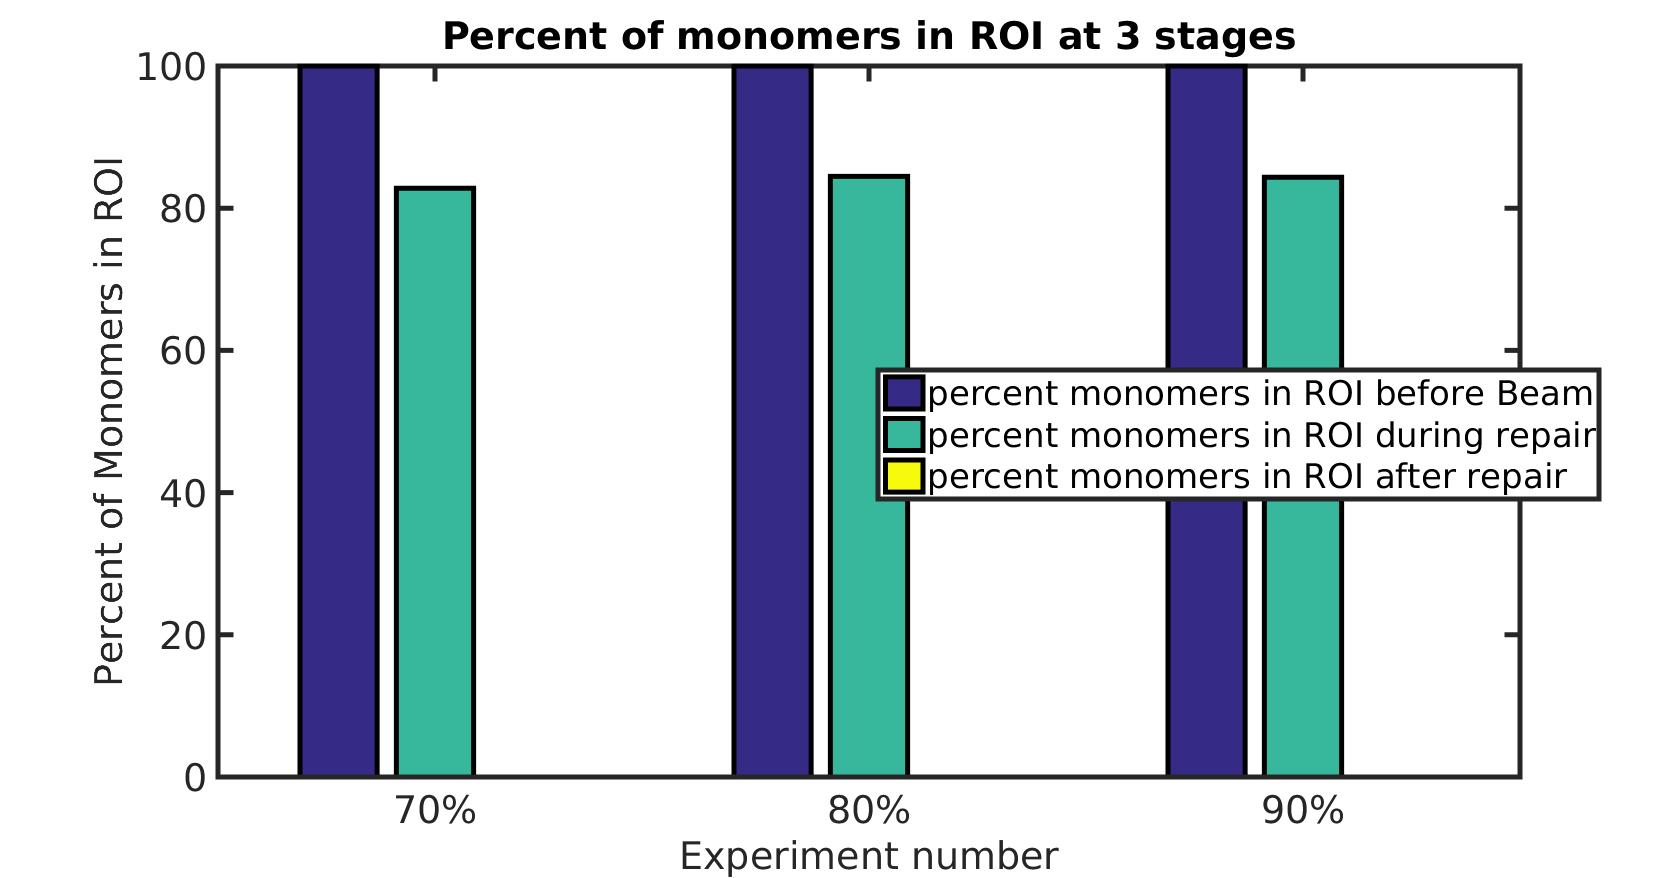 Percent of monomers in ROI at 3 stages
Percent of Monomers in ROI
100
80
60
40
20
0
percent monomers in ROI before Beam
percent monomers in ROI during repair
percent monomers in ROI after repair
70% 80% 90%
Experiment number